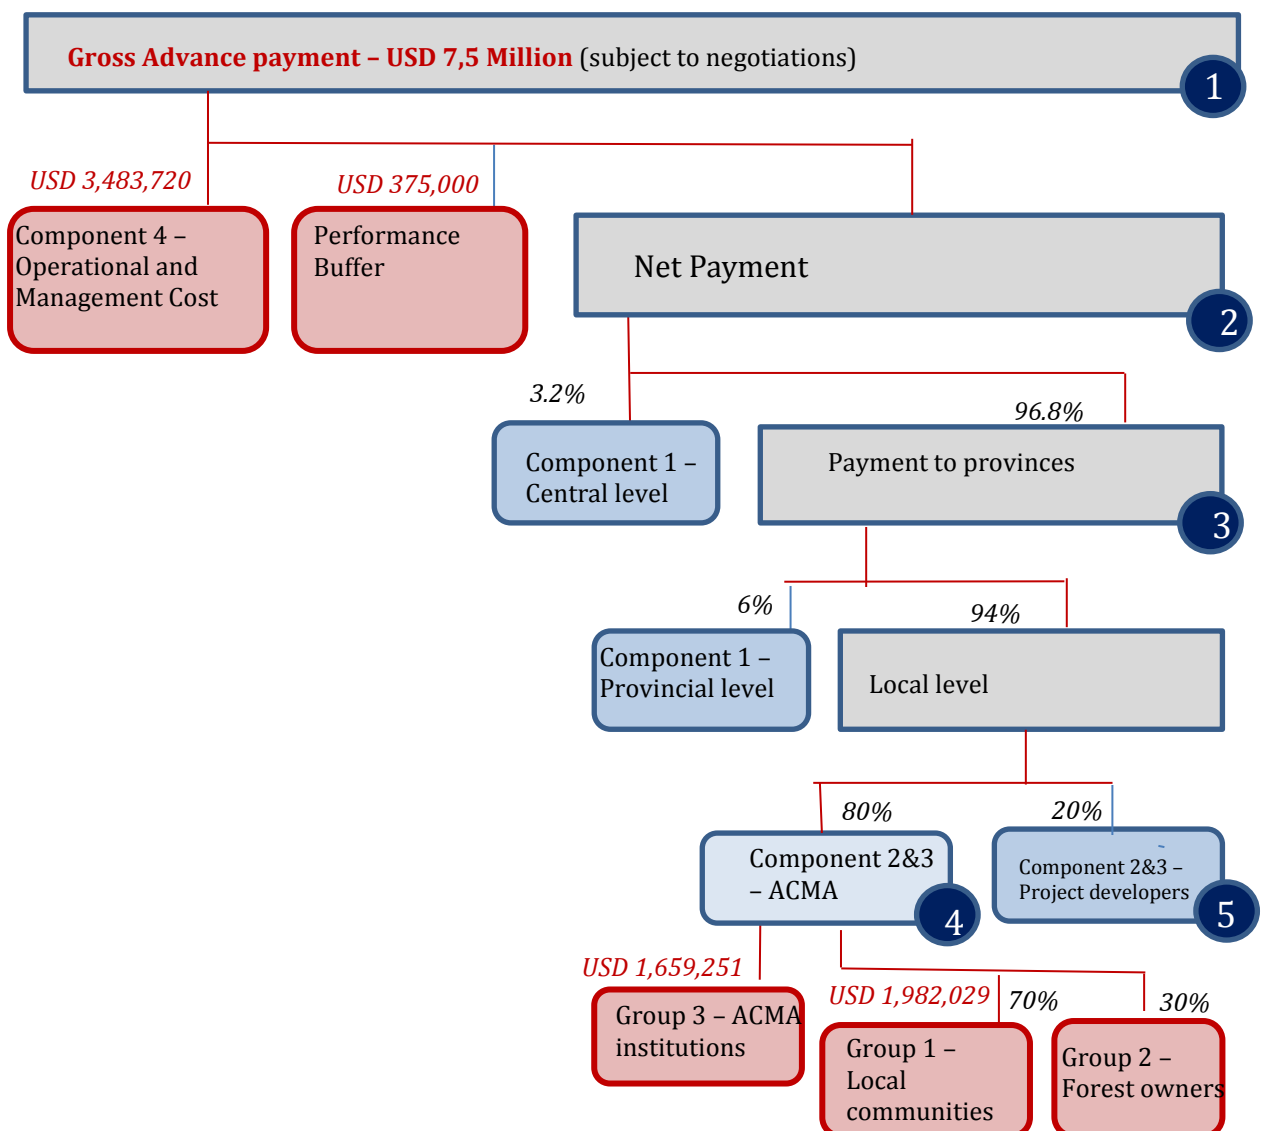 Gross Advance payment – USD 7,5 Million (subject to negotiations)
1
USD 3,483,720
USD 375,000
Component 4 –
Operational and
Management Cost
Performance
Buffer
Net Payment
2
3.2%
96.8%
Component 1 –
Central level
Payment to provinces
3
6%
94%
Component 1 –
Provincial level
Local level
80%
20%
Component 2&3
– ACMA
4
Component 2&3 –
Project developers
5
USD 1,659,251
USD 1,982,029
70%
30%
Group 3 – ACMA
institutions
Group 1 –
Local
communities
Group 2 –
Forest owners